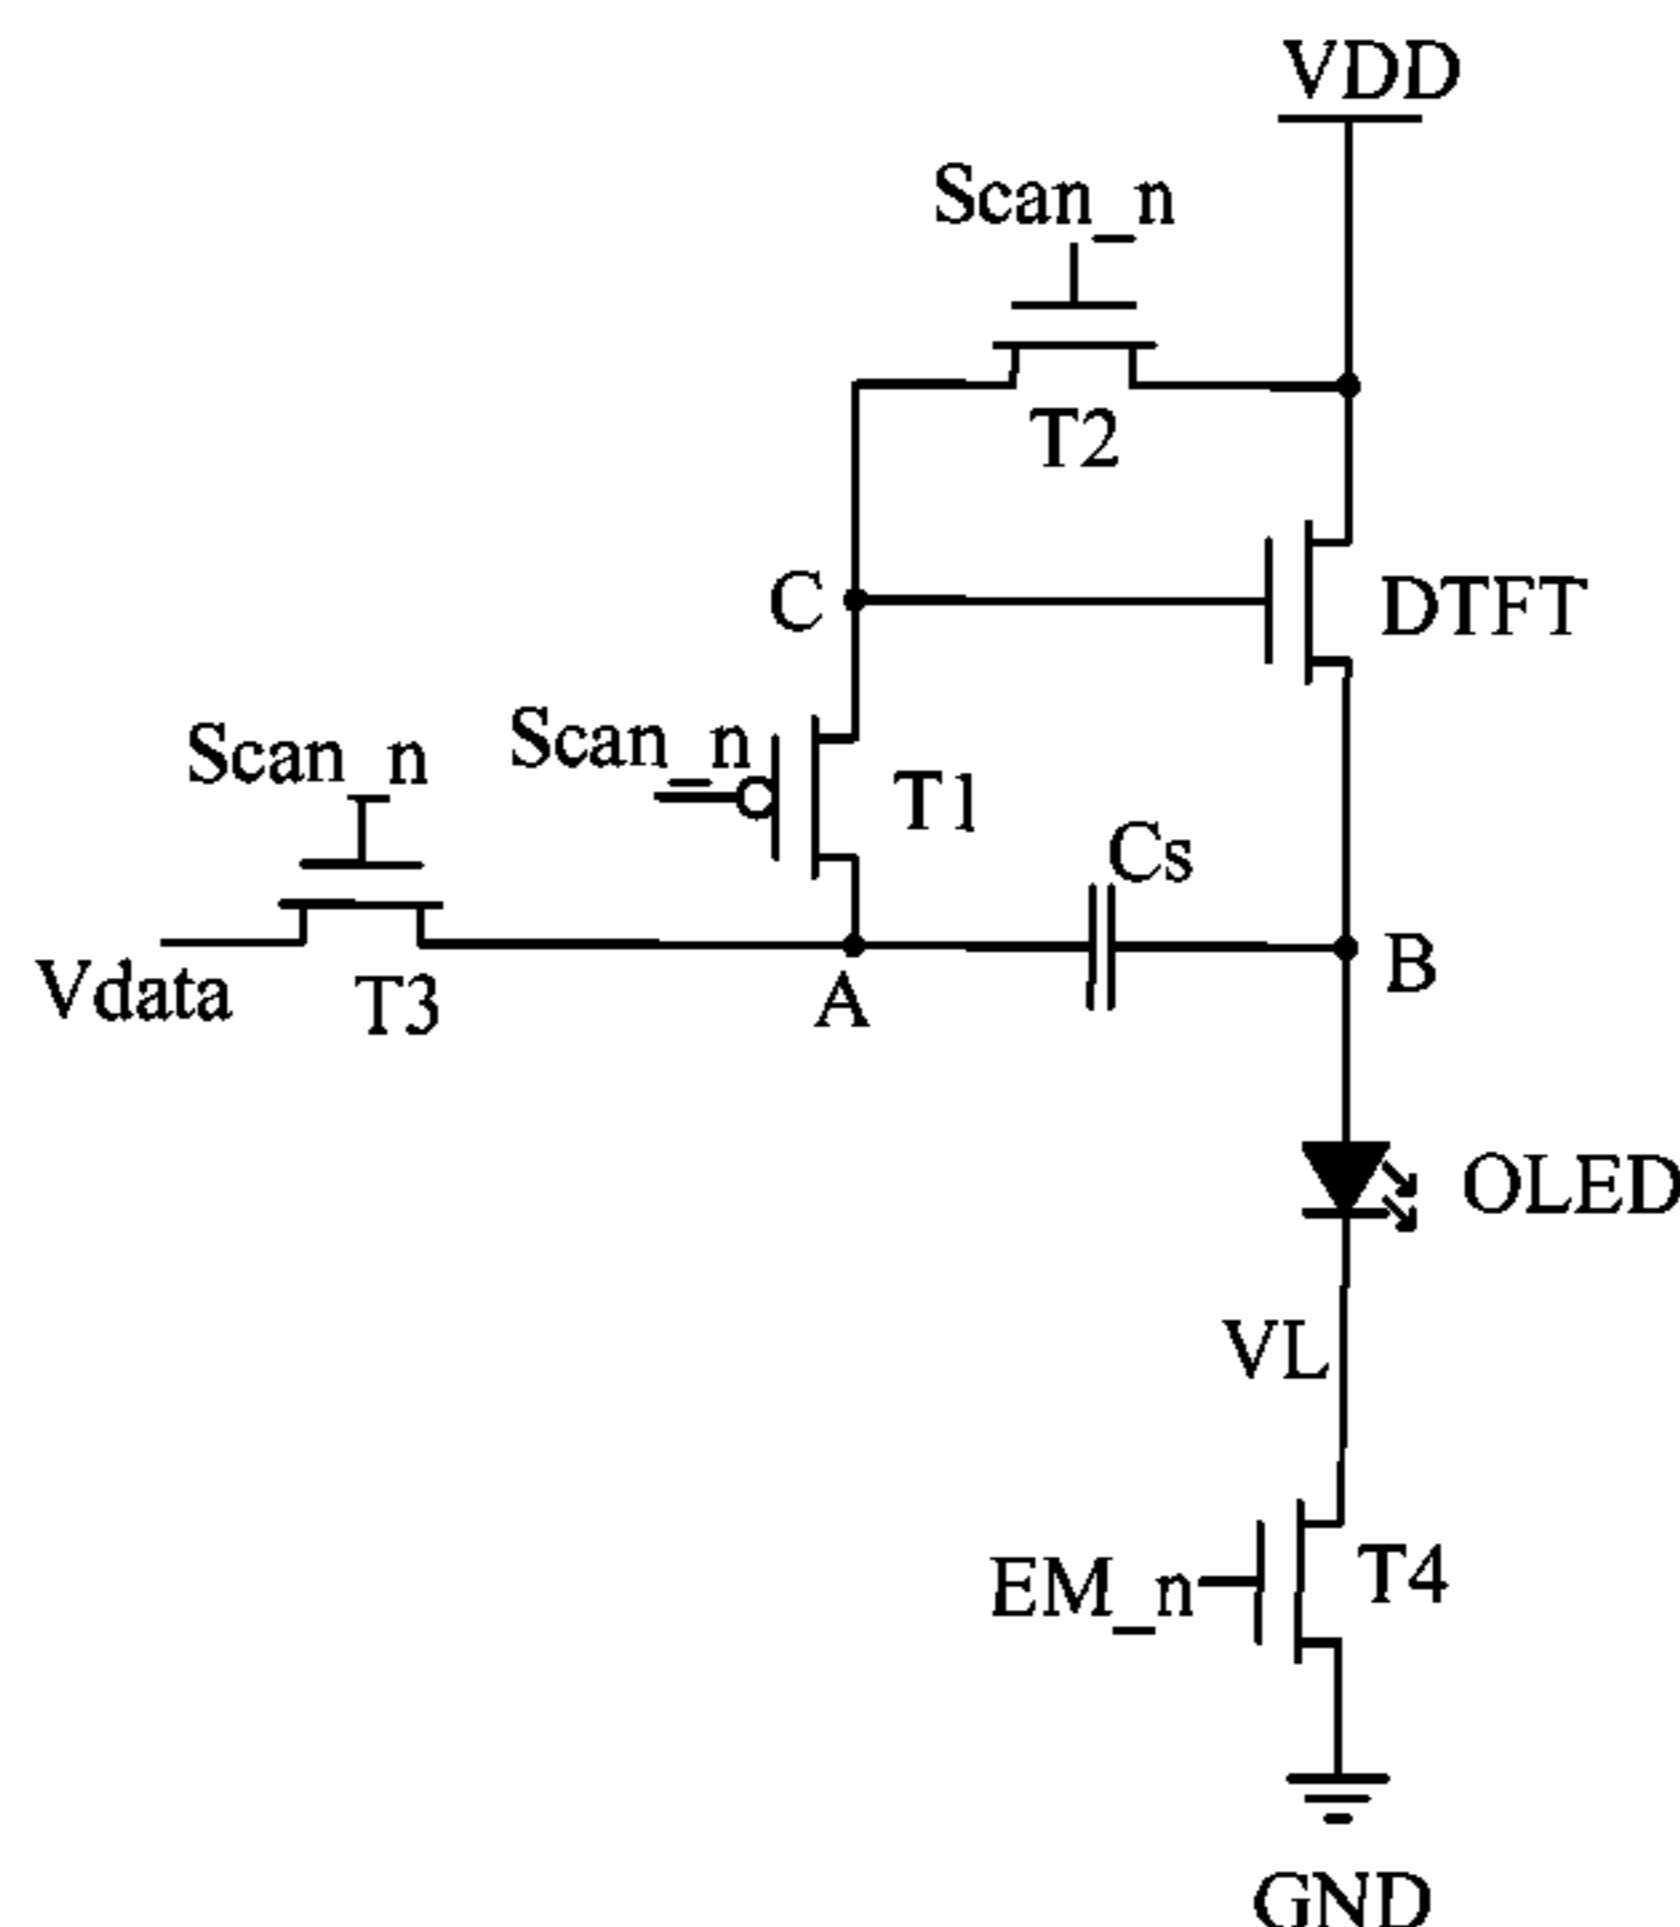 VDD
Scan_n
T2
C
DTFT
Scan_n
Scan_n
T1
Cs
Vdata
T3
A
B
OLED
VL
EM_n
T4
GND